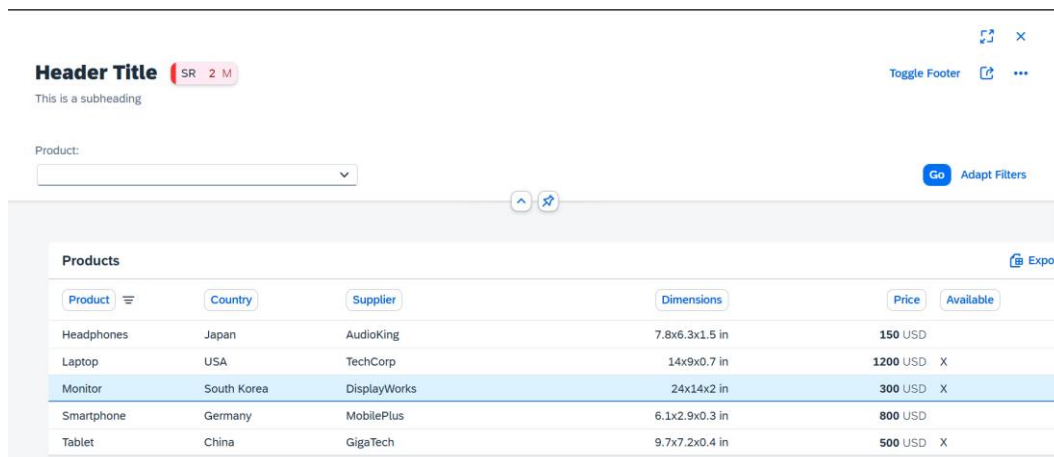 Header Title SR 2 M Toggle Footer
This is a subheading
Product:
Go Adapt Filters
Products Expo
Product Country Supplier Dimensions Price Available
Headphones Japan AudioKing 7.8x6.3x1.5 in 150 USD
Laptop USA TechCorp 14x9x0.7 in 1200 USD X
Monitor South Korea DisplayWorks 24x14x2 in 300 USD X
Smartphone Germany MobilePlus 6.1x2.9x0.3 in 800 USD
Tablet China GigaTech 9.7x7.2x0.4 in 500 USD X